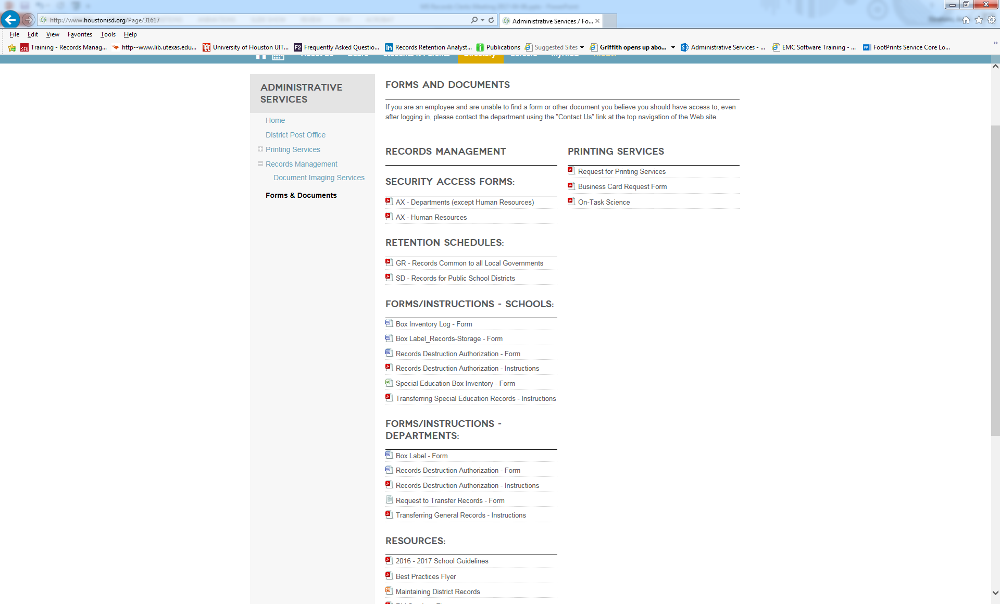 http://www.houstonisd.org/Page/31617
Administrative Services / Fo...
File Edit View Favorites Tools Help
Training - Records Manag...
http--www.lib.utexas.edu...
University of Houston UIT...
Frequently Asked Questio...
Records Retention Analyst...
Publications
Suggested Sites
Griffith opens up abo...
Administrative Services - ...
EMC Software Training - ...
FootPrints Service Core Lo...
ADMINISTRATIVE
SERVICES
Home
District Post Office
Printing Services
Records Management
Document Imaging Services
Forms & Documents
FORMS AND DOCUMENTS
If you are an employee and are unable to find a form or other document you believe you should have access to, even
after logging in, please contact the department using the "Contact Us" link at the top navigation of the Web site.
RECORDS MANAGEMENT
SECURITY ACCESS FORMS:
AX - Departments (except Human Resources)
AX - Human Resources
RETENTION SCHEDULES:
GR - Records Common to all Local Governments
SD - Records for Public School Districts
FORMS/INSTRUCTIONS - SCHOOLS:
Box Inventory Log - Form
Box Label_Records-Storage - Form
Records Destruction Authorization - Form
Records Destruction Authorization - Instructions
Special Education Box Inventory - Form
Transferring Special Education Records - Instructions
FORMS/INSTRUCTIONS -
DEPARTMENTS:
Box Label - Form
Records Destruction Authorization - Form
Records Destruction Authorization - Instructions
Request to Transfer Records - Form
Transferring General Records - Instructions
RESOURCES:
2016 - 2017 School Guidelines
Best Practices Flyer
Maintaining District Records
PRINTING SERVICES
Request for Printing Services
Business Card Request Form
On-Task Science